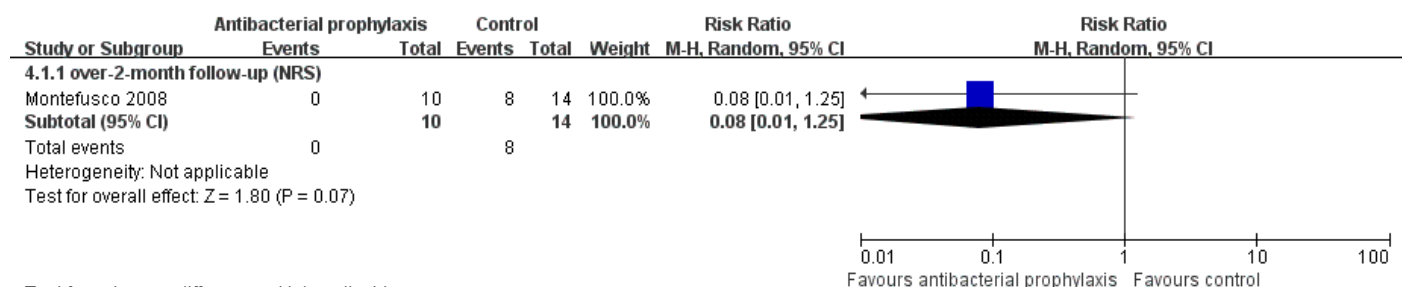 Antibacterial prophylaxis Control Risk Ratio Risk Ratio
Study or Subgroup Events Total Events Total Weight M-H, Random, 95% CI M-H, Random, 95% CI
4.1.1 over-2-month follow-up (NRS)
Montefusco 2008 0 10 8 14 100.0% 0.08 [0.01, 1.25]
Subtotal (95% CI) 10 14 100.0% 0.08 [0.01, 1.25]
Total events 0 8
Heterogeneity: Not applicable
Test for overall effect: Z = 1.80 (P = 0.07)
0.01 0.1 1 10 100
Favours antibacterial prophylaxis Favours control